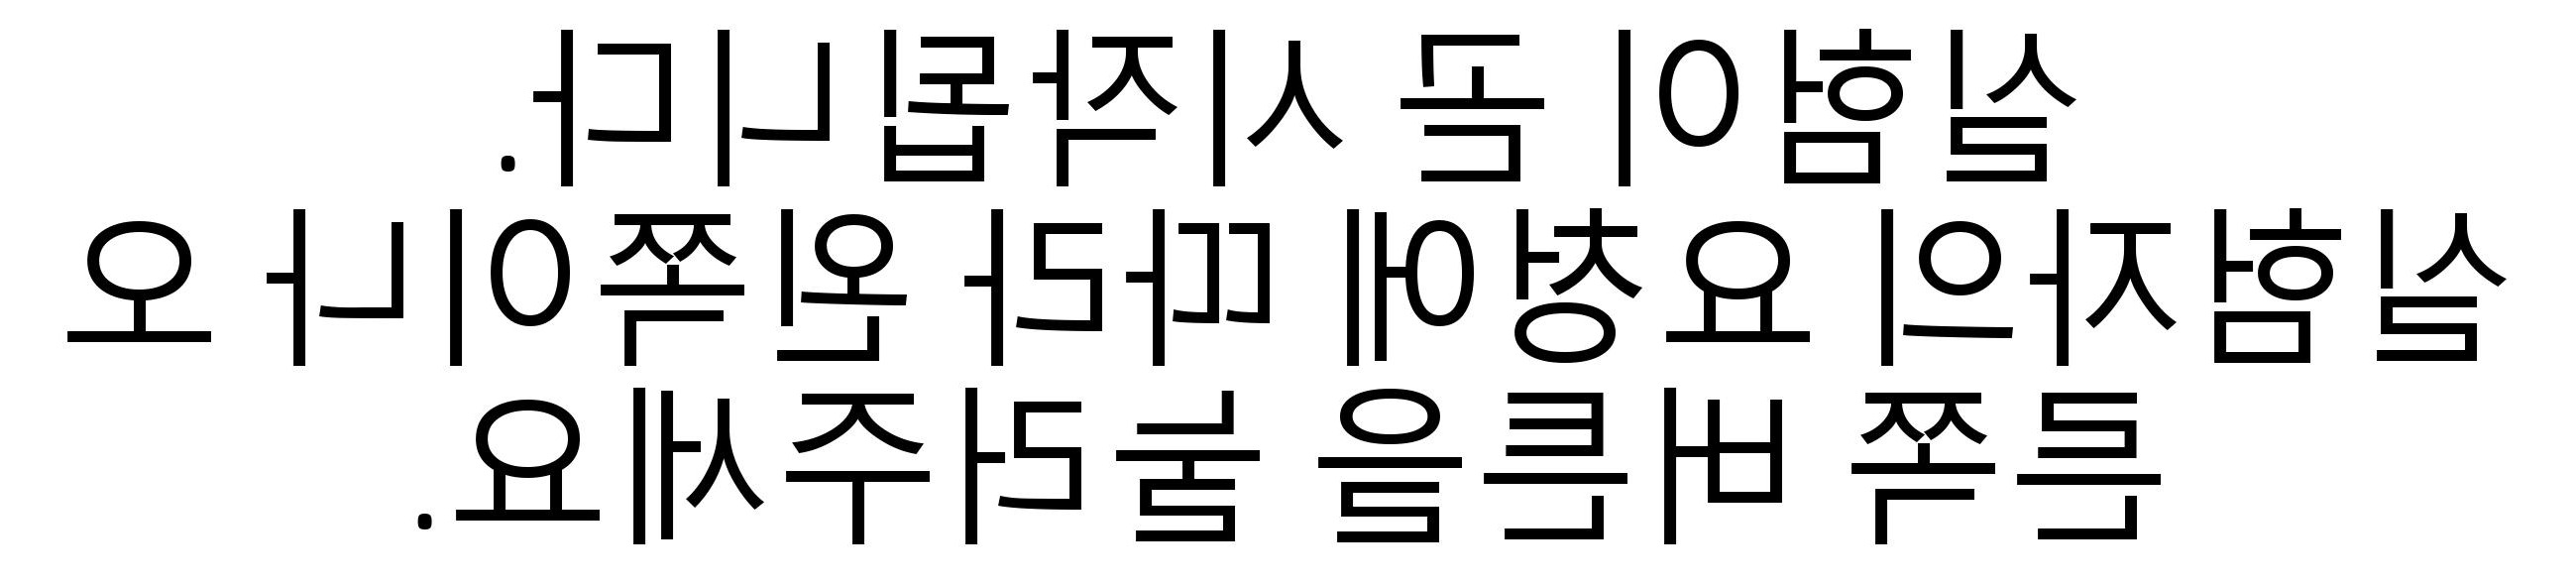 실험이 곧 시작됩니다.
실험자의 요청에 따라 왼쪽이나 오
른쪽 버튼을 눌러주세요.